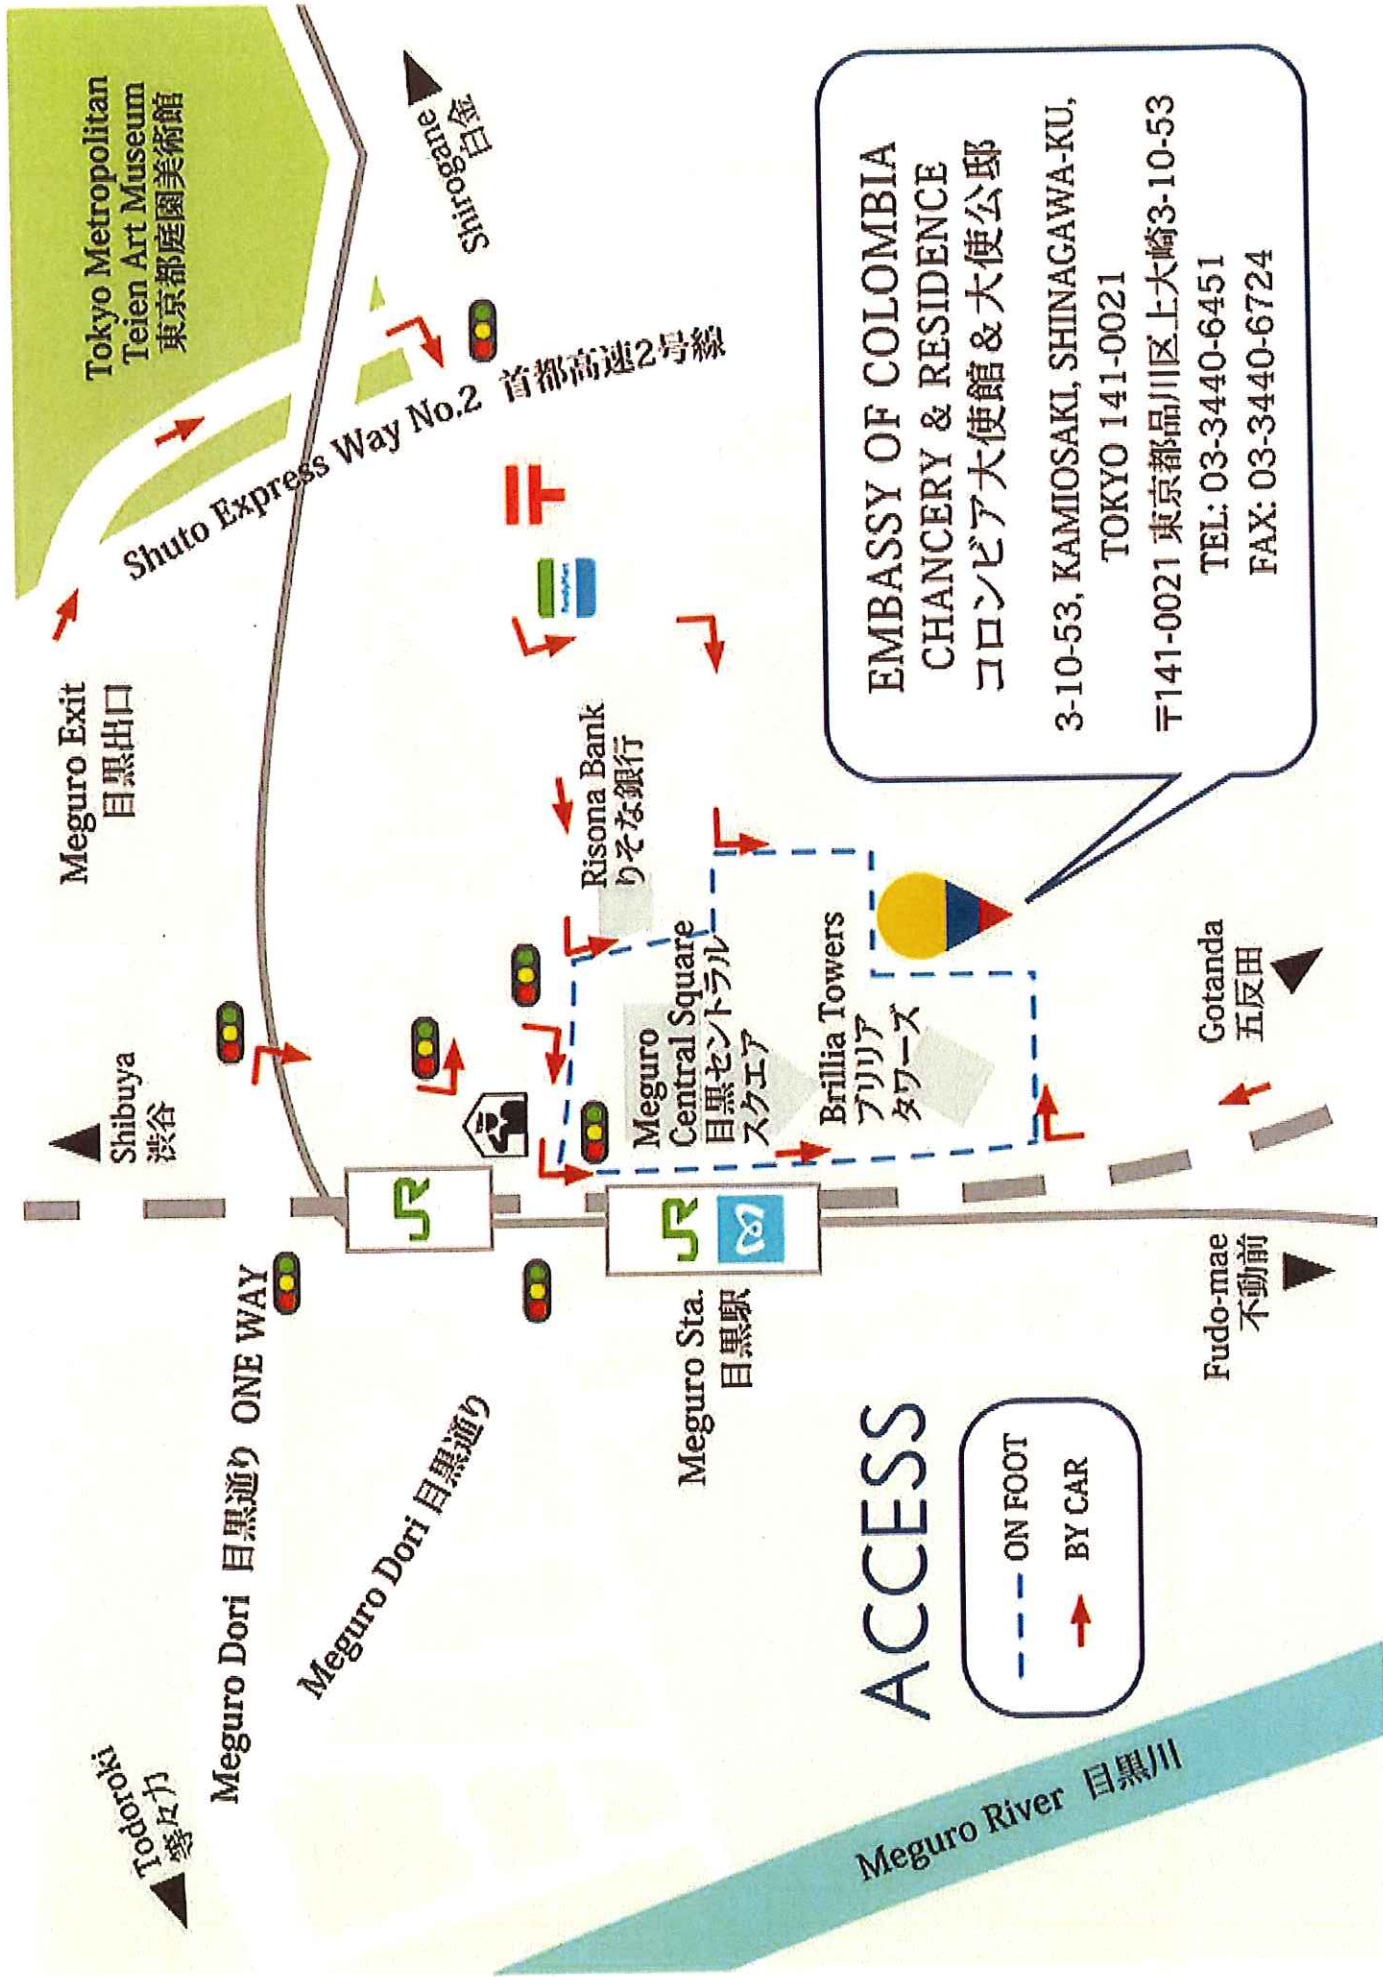 Todoroki
等々力
Shibuya
渋谷
Meguro Exit
目黒出口
Tokyo Metropolitan
Teien Art Museum
東京都庭園美術館
Meguro Dori 目黒通り ONE WAY
Shuto Express Way No.2 首都高速2号線
Shirogane
白金
Meguro Dori 目黒通り
JR
FamilyMart
Risona Bank
りそな銀行
Meguro Sta.
目黒駅
JR
Meguro
Central Square
目黒セントラル
スクエア
Brillia Towers
ブリリア
タワーズ
EMBASSY OF COLOMBIA
CHANCERY & RESIDENCE
コロンビア大使館&大使公邸
3-10-53, KAMIOSAKI, SHINAGAWA-KU,
TOKYO 141-0021
〒141-0021 東京都品川区上大崎3-10-53
TEL: 03-3440-6451
FAX: 03-3440-6724
ACCESS
ON FOOT
BY CAR
Fudo-mae
不動前
Gotanda
五反田
Meguro River 目黒川